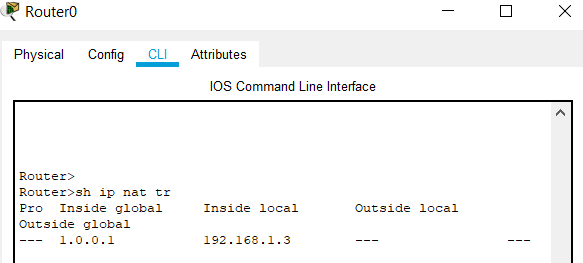 Router0
Physical Config CLI Attributes
IOS Command Line Interface
Router>
Router>sh ip nat tr
Pro  Inside global     Inside local       Outside local
Outside global
---  1.0.0.1           192.168.1.3        ---                ---